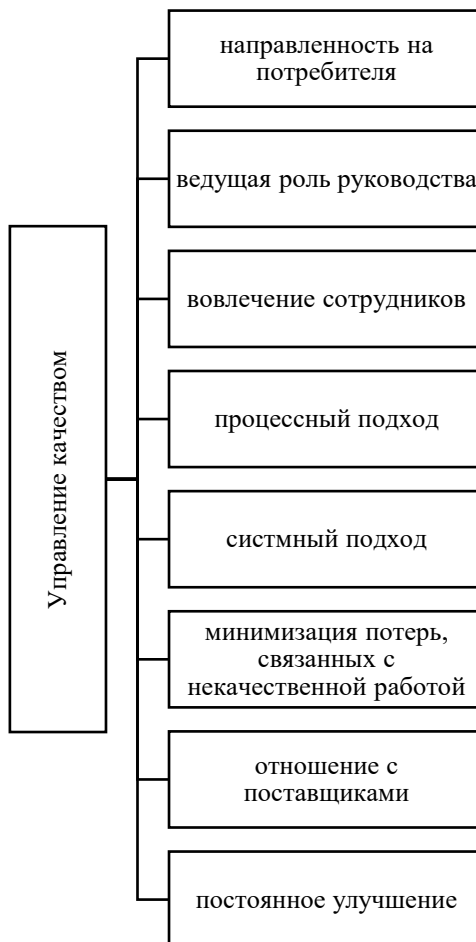 Управление качеством
направленность на
потребителя
ведущая роль руководства
вовлечение сотрудников
процессный подход
систмный подход
минимизация потерь,
связанных с
некачественной работой
отношение с
поставщиками
постоянное улучшение